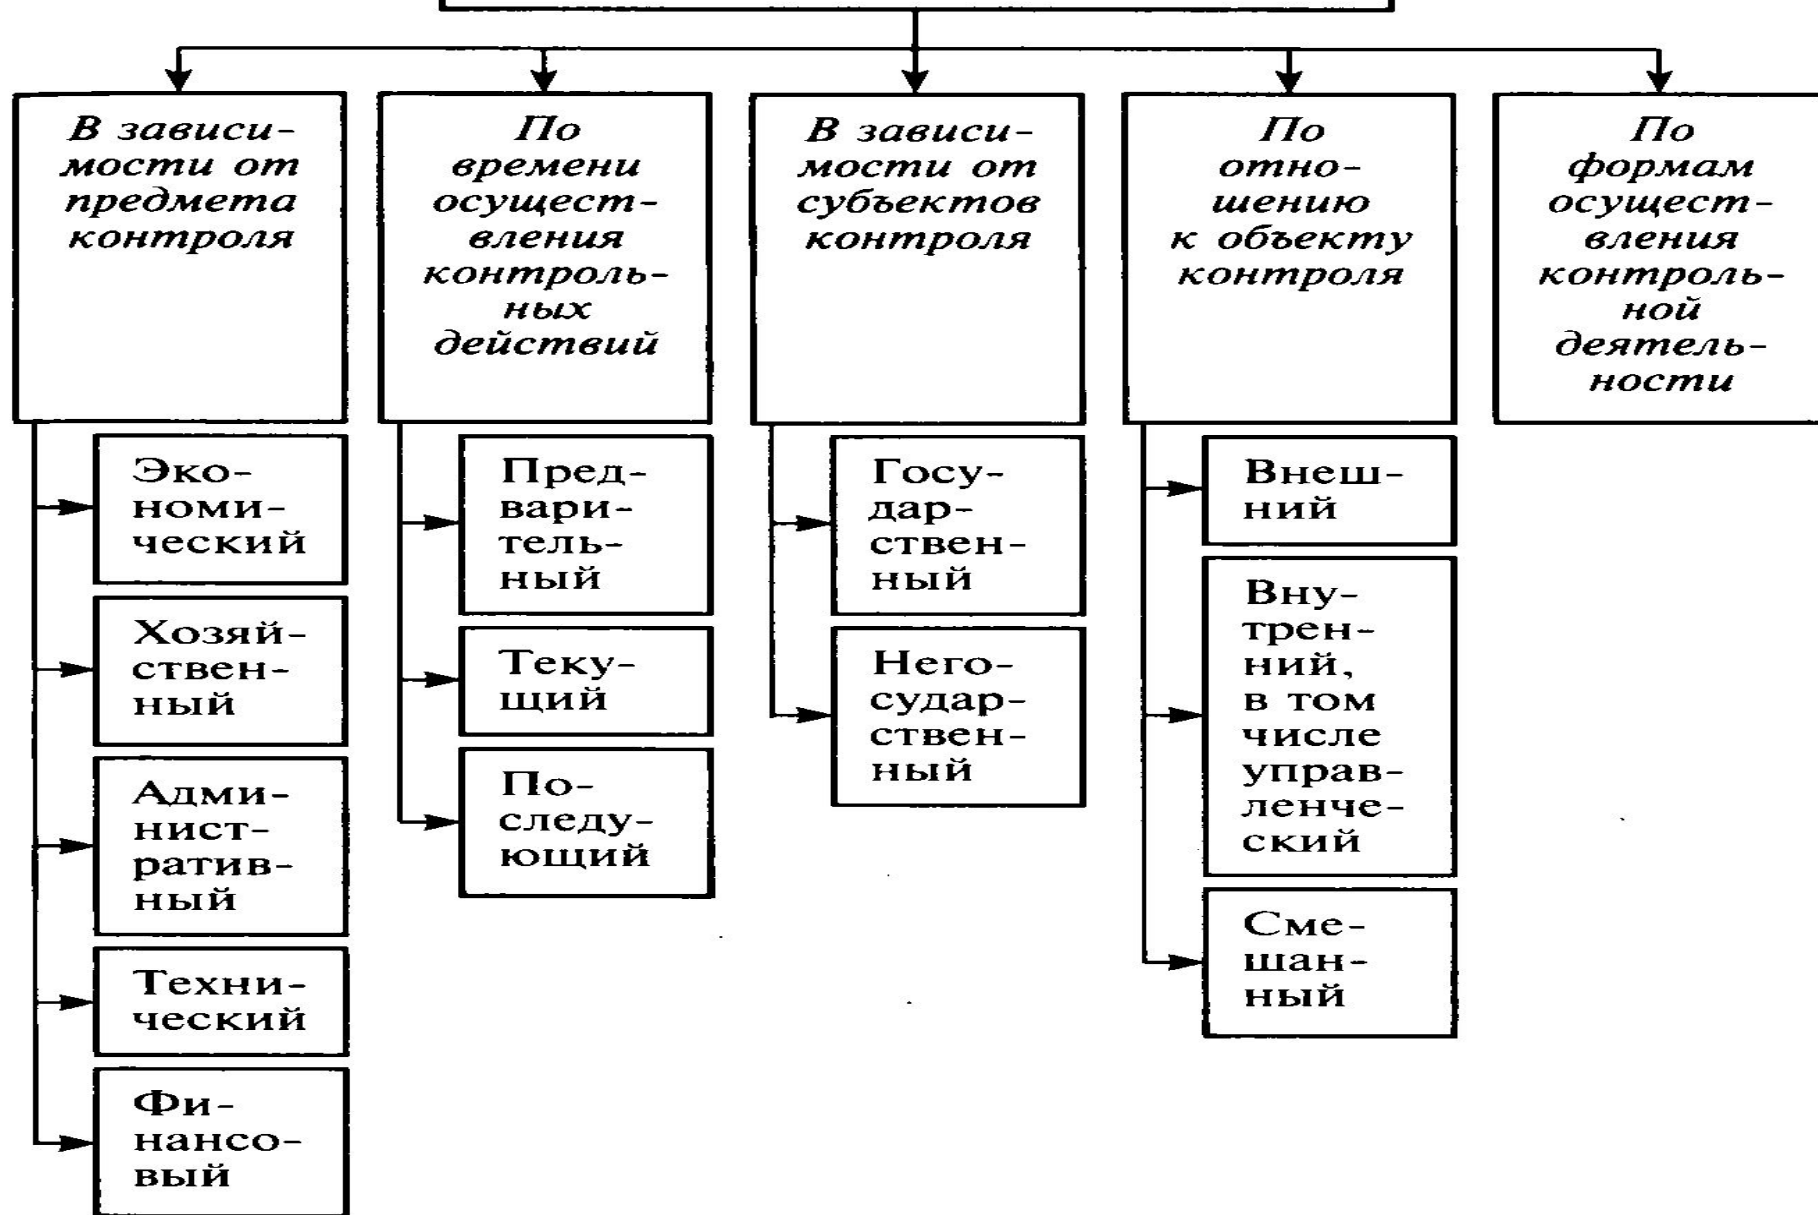 В зависи-
мости от
предмета
контроля
По
времени
осущест-
вления
контроль-
ных
действий
В зависи-
мости от
субъектов
контроля
По
отно-
шению
к объекту
контроля
По
формам
осущест-
вления
контроль-
ной
деятель-
ности
Эко-
номи-
ческий
Хозяй-
ствен-
ный
Адми-
нист-
ратив-
ный
Техни-
ческий
Фи-
нансо-
вый
Пред-
вари-
тель-
ный
Теку-
щий
По-
следу-
ющий
Госу-
дар-
ствен-
ный
Него-
судар-
ствен-
ный
Внеш-
ний
Вну-
трен-
ний,
в том
числе
управ-
ленче-
ский
Сме-
шан-
ный